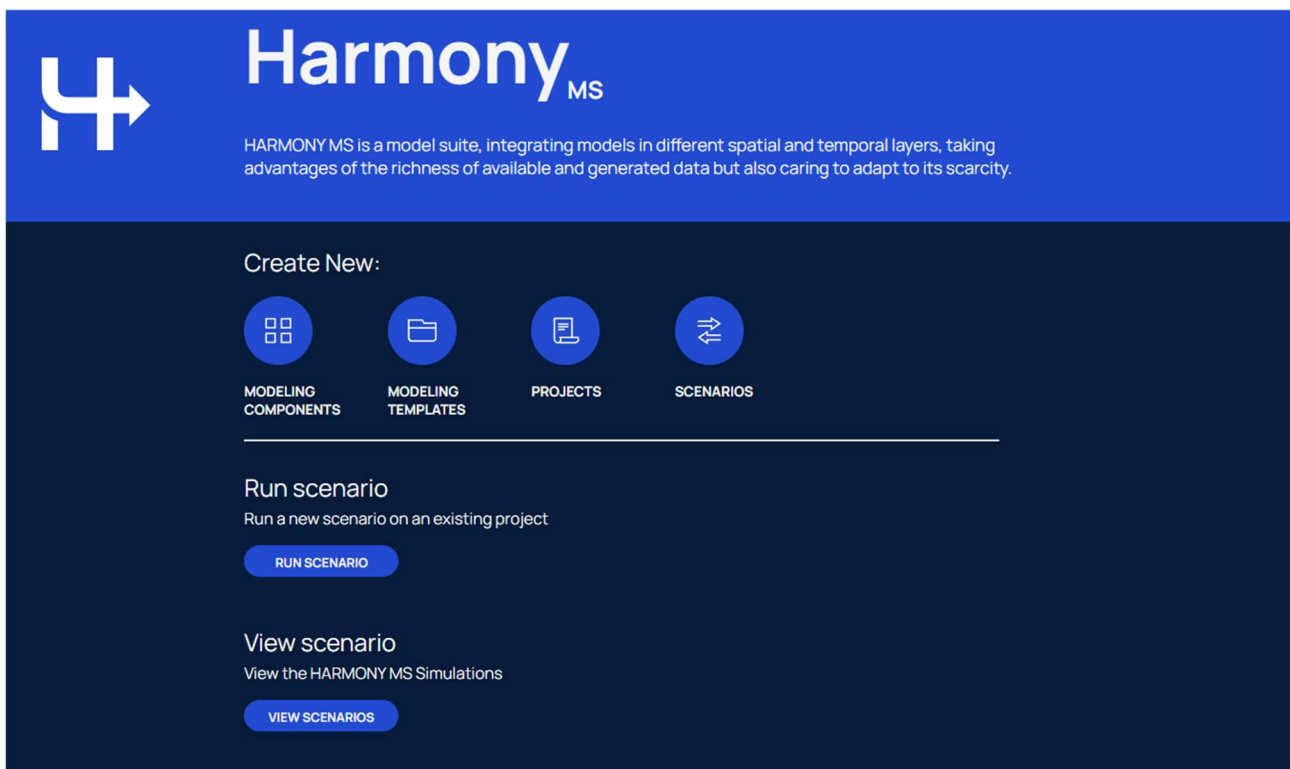 Harmony MS
HARMONY MS is a model suite, integrating models in different spatial and temporal layers, taking
advantages of the richness of available and generated data but also caring to adapt to its scarcity.
Create New:
MODELING
COMPONENTS
MODELING
TEMPLATES
PROJECTS
SCENARIOS
Run scenario
Run a new scenario on an existing project
RUN SCENARIO
View scenario
View the HARMONY MS Simulations
VIEW SCENARIOS